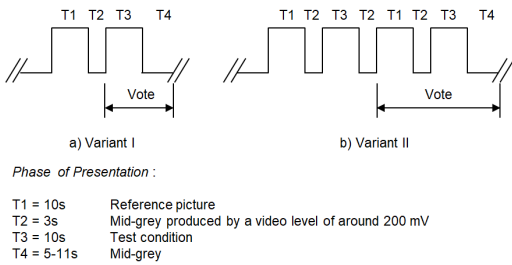 T1 T2 T3 T4 T1 T2 T3 T2 T1 T2 T3 T4
Vote Vote
a) Variant I b) Variant II
Phase of Presentation :
T1 = 10s Reference picture
T2 = 3s Mid-grey produced by a video level of around 200 mV
T3 = 10s Test condition
T4 = 5-11s Mid-grey